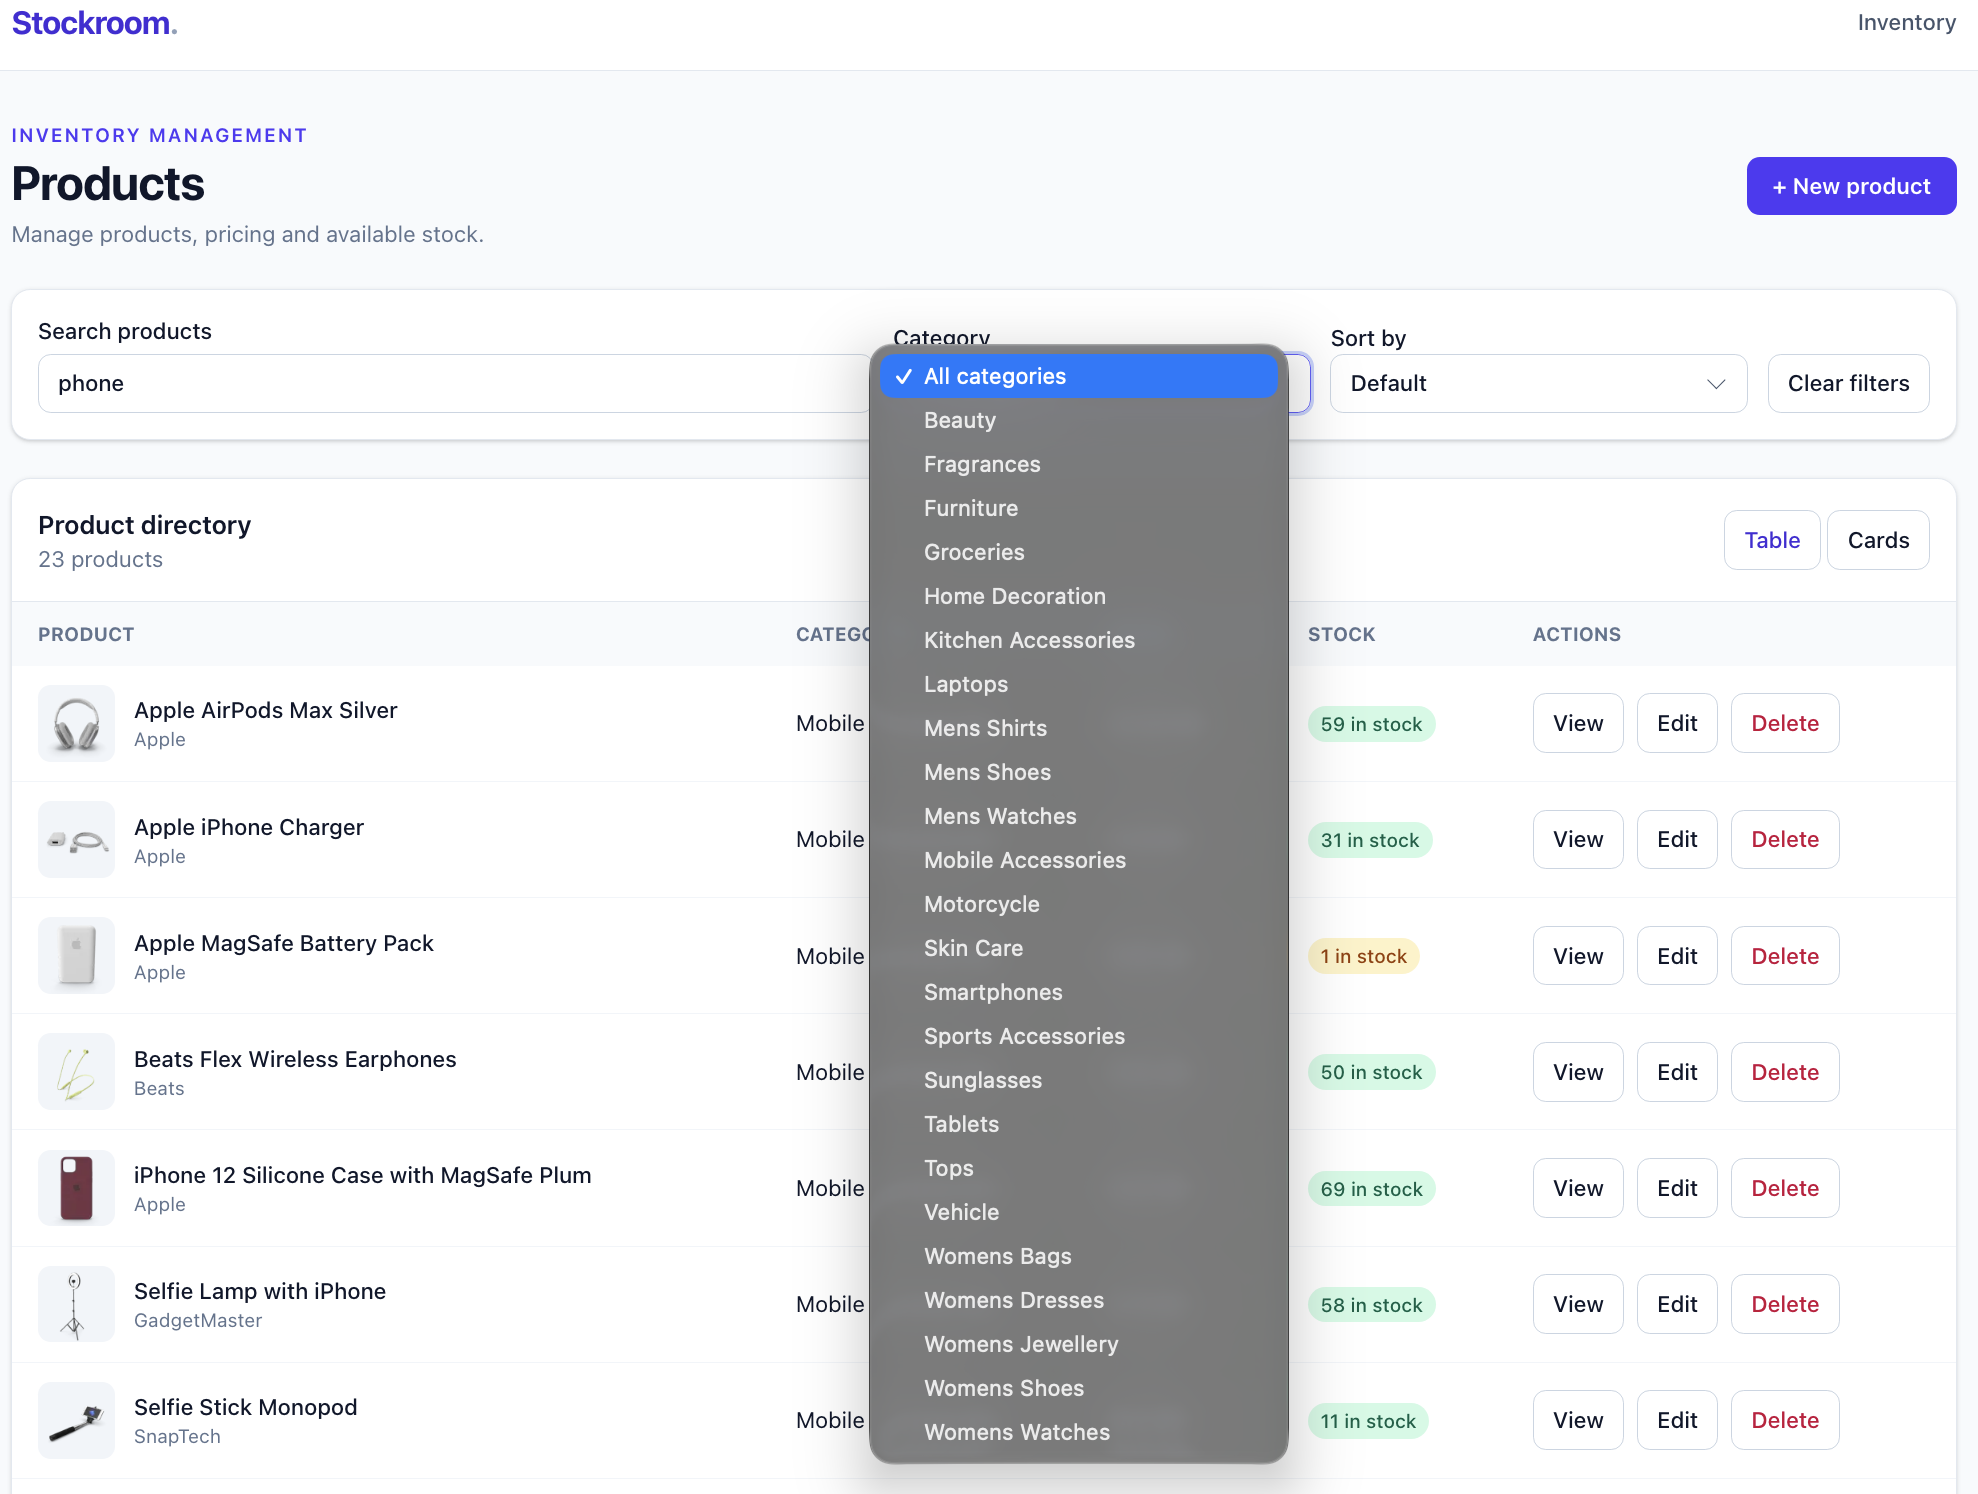 Stockroom.
Inventory
INVENTORY MANAGEMENT
Products
+ New product
Manage products, pricing and available stock.
Search products
Category
Sort by
phone
Default
Clear filters
✓ All categories
Beauty
Fragrances
Furniture
Groceries
Home Decoration
Kitchen Accessories
Laptops
Mens Shirts
Mens Shoes
Mens Watches
Mobile Accessories
Motorcycle
Skin Care
Smartphones
Sports Accessories
Sunglasses
Tablets
Tops
Vehicle
Womens Bags
Womens Dresses
Womens Jewellery
Womens Shoes
Womens Watches
Product directory
23 products
Table
Cards
PRODUCT
STOCK
ACTIONS
Apple AirPods Max Silver
Apple
Mobile
59 in stock
View
Edit
Delete
Apple iPhone Charger
Apple
Mobile
31 in stock
View
Edit
Delete
Apple MagSafe Battery Pack
Apple
Mobile
1 in stock
View
Edit
Delete
Beats Flex Wireless Earphones
Beats
Mobile
50 in stock
View
Edit
Delete
iPhone 12 Silicone Case with MagSafe Plum
Apple
Mobile
69 in stock
View
Edit
Delete
Selfie Lamp with iPhone
GadgetMaster
Mobile
58 in stock
View
Edit
Delete
Selfie Stick Monopod
SnapTech
Mobile
11 in stock
View
Edit
Delete